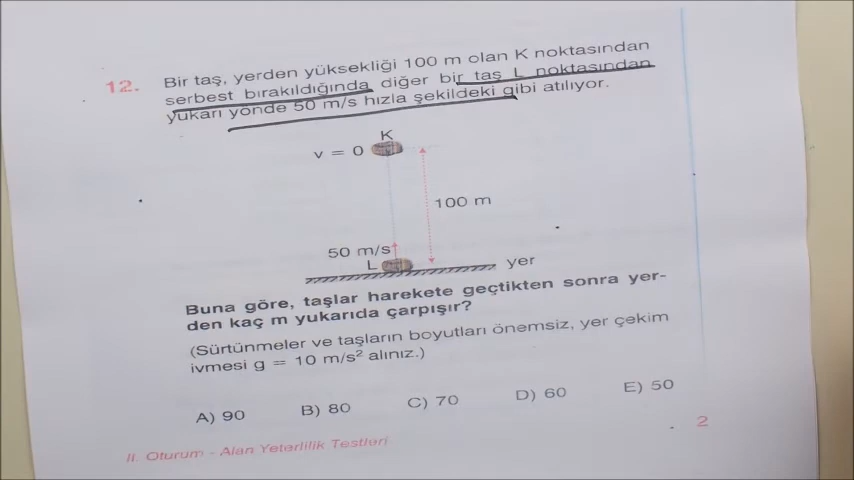 12. Bir taş, yerden yüksekliği 100 m olan K noktasından
serbest bırakıldığında diğer bir taş L noktasından
yukarı yönde 50 m/s hızla şekildeki gibi atılıyor.
K
v = 0
100 m
50 m/s
L
yer
Buna göre, taşlar harekete geçtikten sonra yer-
den kaç m yukarıda çarpışır?
(Sürtünmeler ve taşların boyutları önemsiz, yer çekim
ivmesi g = 10 m/s² alınız.)
A) 90 B) 80 C) 70 D) 60 E) 50
2
II. Oturum - Alan Yeterlilik Testleri